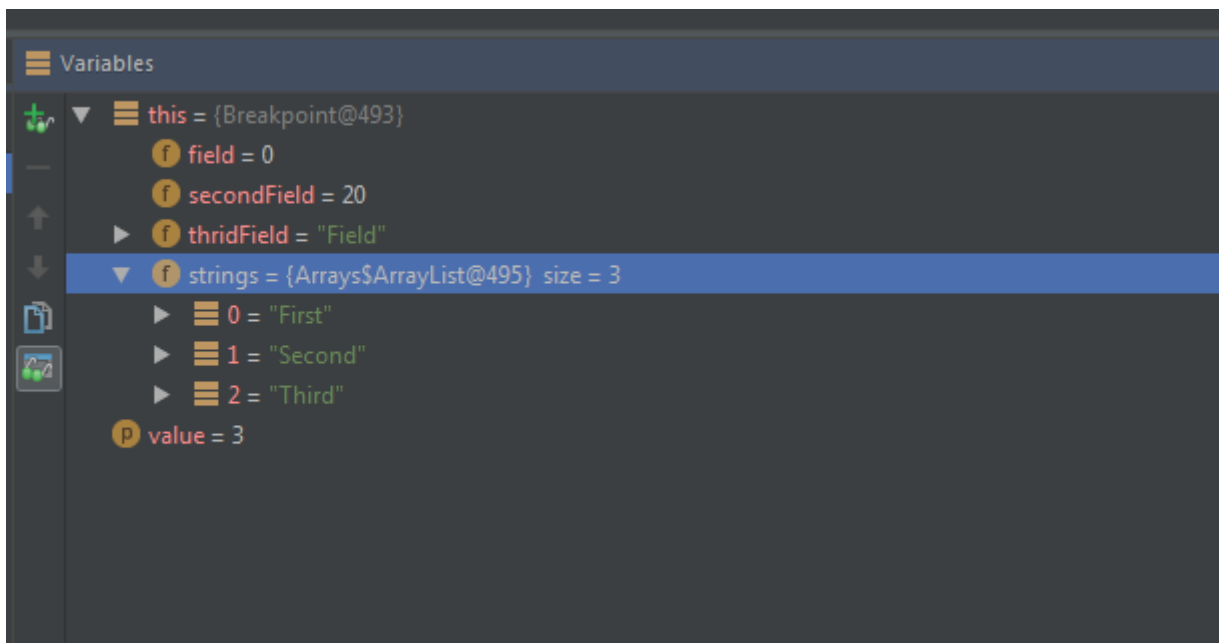 Variables
this = {Breakpoint@493}
f field = 0
f secondField = 20
f thridField = "Field"
f strings = {Arrays$ArrayList@495} size = 3
0 = "First"
1 = "Second"
2 = "Third"
p value = 3